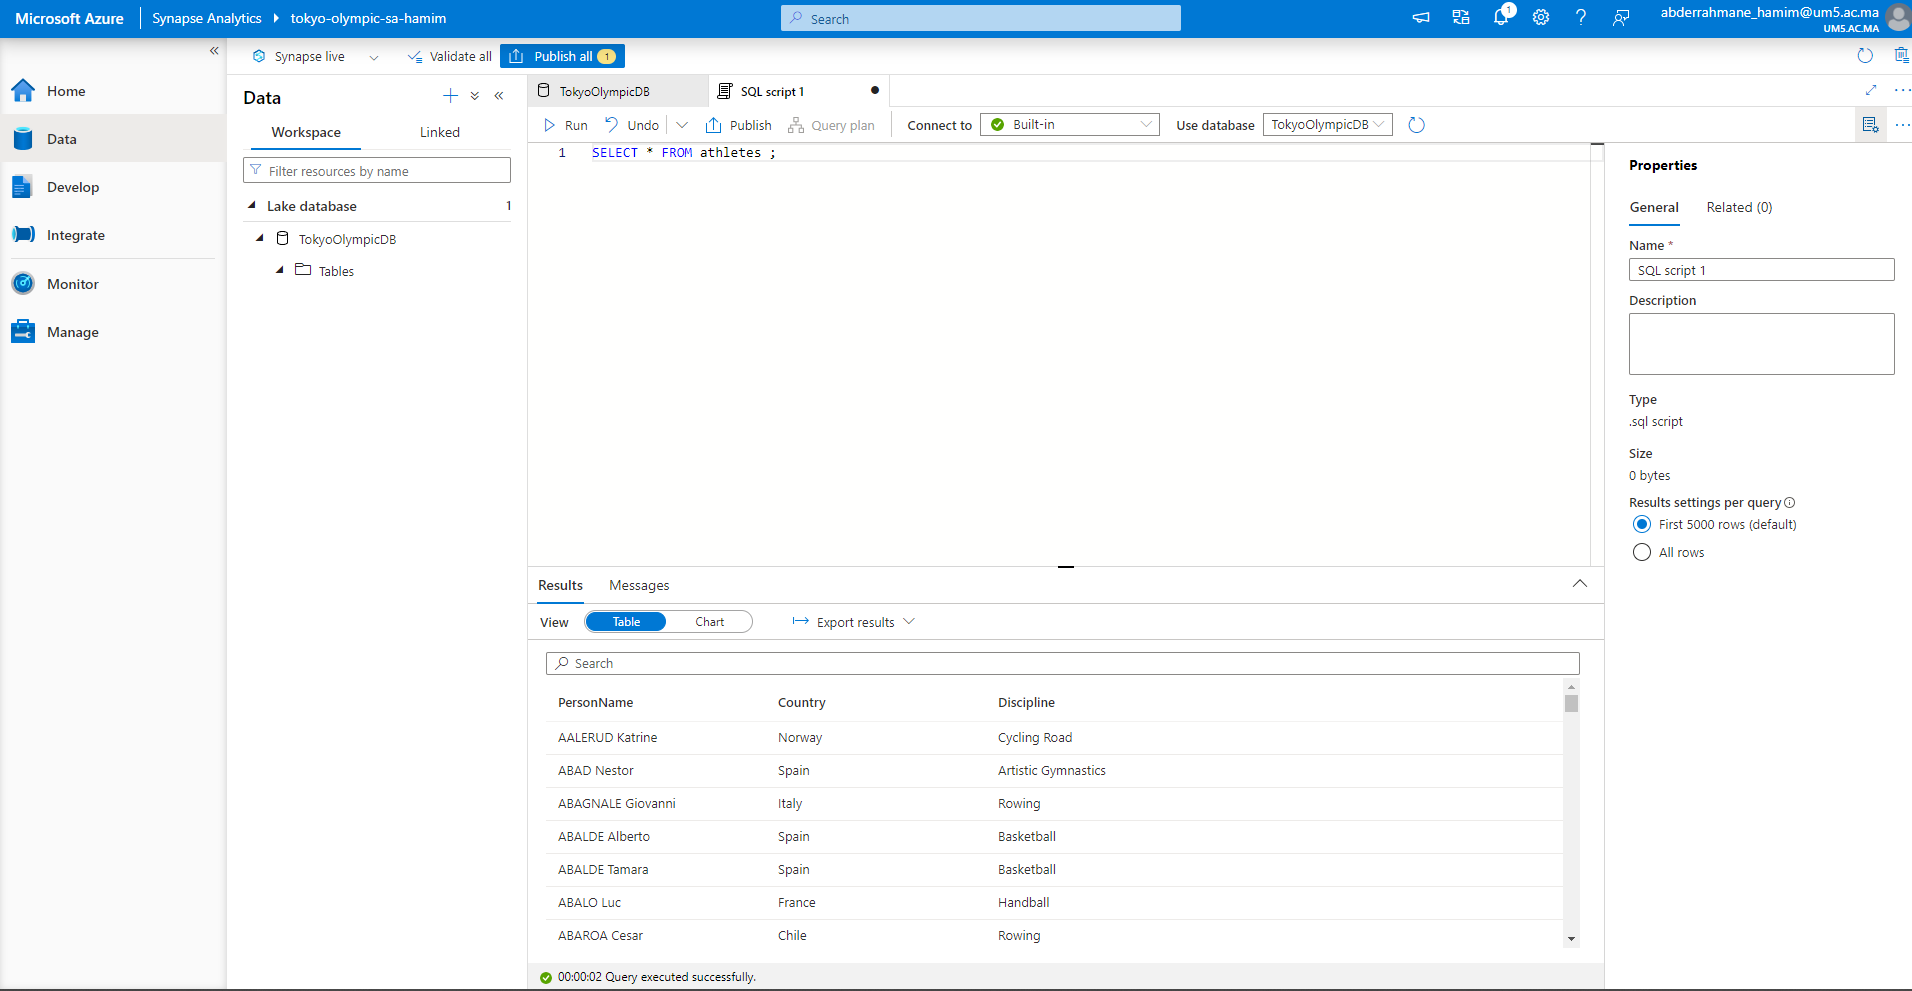 Microsoft Azure
Synapse Analytics
tokyo-olympic-sa-hamim
Search
1
abderrahmane_hamim@um5.ac.ma
UM5.AC.MA
Home
Data
Develop
Integrate
Monitor
Manage
Synapse live
Validate all
Publish all 1
Data
Workspace
Linked
Filter resources by name
Lake database 1
TokyoOlympicDB
Tables
TokyoOlympicDB
SQL script 1
Run
Undo
Publish
Query plan
Connect to Built-in
Use database TokyoOlympicDB
1 SELECT * FROM athletes ;
Results
Messages
View
Table
Chart
Export results
Search
PersonName Country Discipline
AALERUD Katrine Norway Cycling Road
ABAD Nestor Spain Artistic Gymnastics
ABAGNALE Giovanni Italy Rowing
ABALDE Alberto Spain Basketball
ABALDE Tamara Spain Basketball
ABALO Luc France Handball
ABAROA Cesar Chile Rowing
00:00:02 Query executed successfully.
Properties
General
Related (0)
Name *
SQL script 1
Description
Type
.sql script
Size
0 bytes
Results settings per query
First 5000 rows (default)
All rows